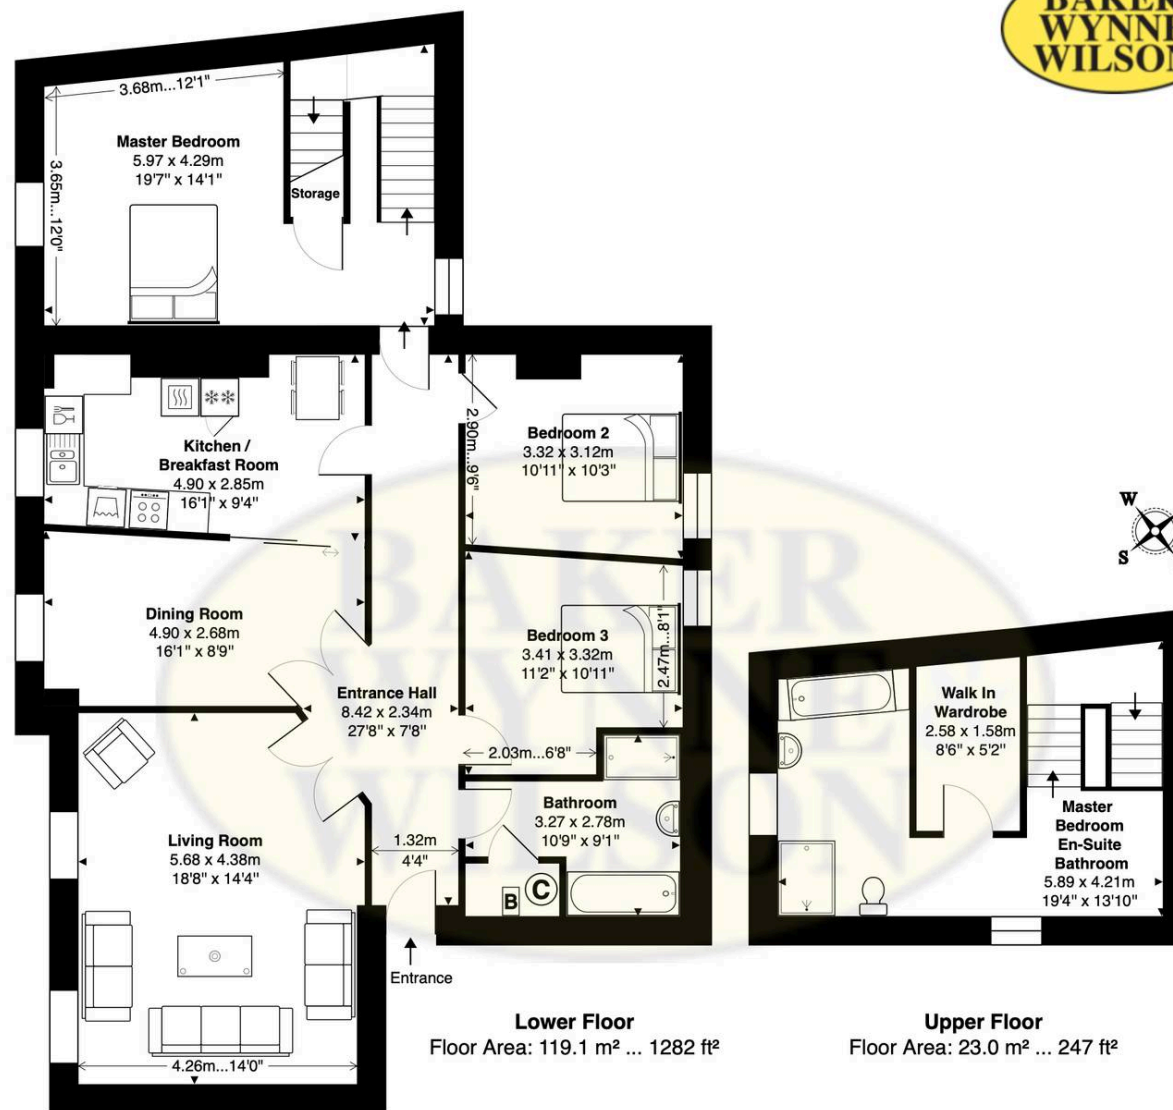 BAKER
WYNNE
WILSON
3.68m...12'1"
Master Bedroom
5.97 x 4.29m
19'7" x 14'1"
3.65m...12'0"
Storage
Kitchen /
Breakfast Room
4.90 x 2.85m
16'1" x 9'4"
2.90m...9'6"
Bedroom 2
3.32 x 3.12m
10'11" x 10'3"
W
S
Dining Room
4.90 x 2.68m
16'1" x 8'9"
Bedroom 3
3.41 x 3.32m
11'2" x 10'11"
2.47m...8'1"
Entrance Hall
8.42 x 2.34m
27'8" x 7'8"
2.03m...6'8"
Walk In
Wardrobe
2.58 x 1.58m
8'6" x 5'2"
Living Room
5.68 x 4.38m
18'8" x 14'4"
1.32m
4'4"
Bathroom
3.27 x 2.78m
10'9" x 9'1"
B
C
Master
Bedroom
En-Suite
Bathroom
5.89 x 4.21m
19'4" x 13'10"
Entrance
4.26m...14'0"
Lower Floor
Floor Area: 119.1 m² ... 1282 ft²
Upper Floor
Floor Area: 23.0 m² ... 247 ft²
BAKER
WYNNE
WILSON